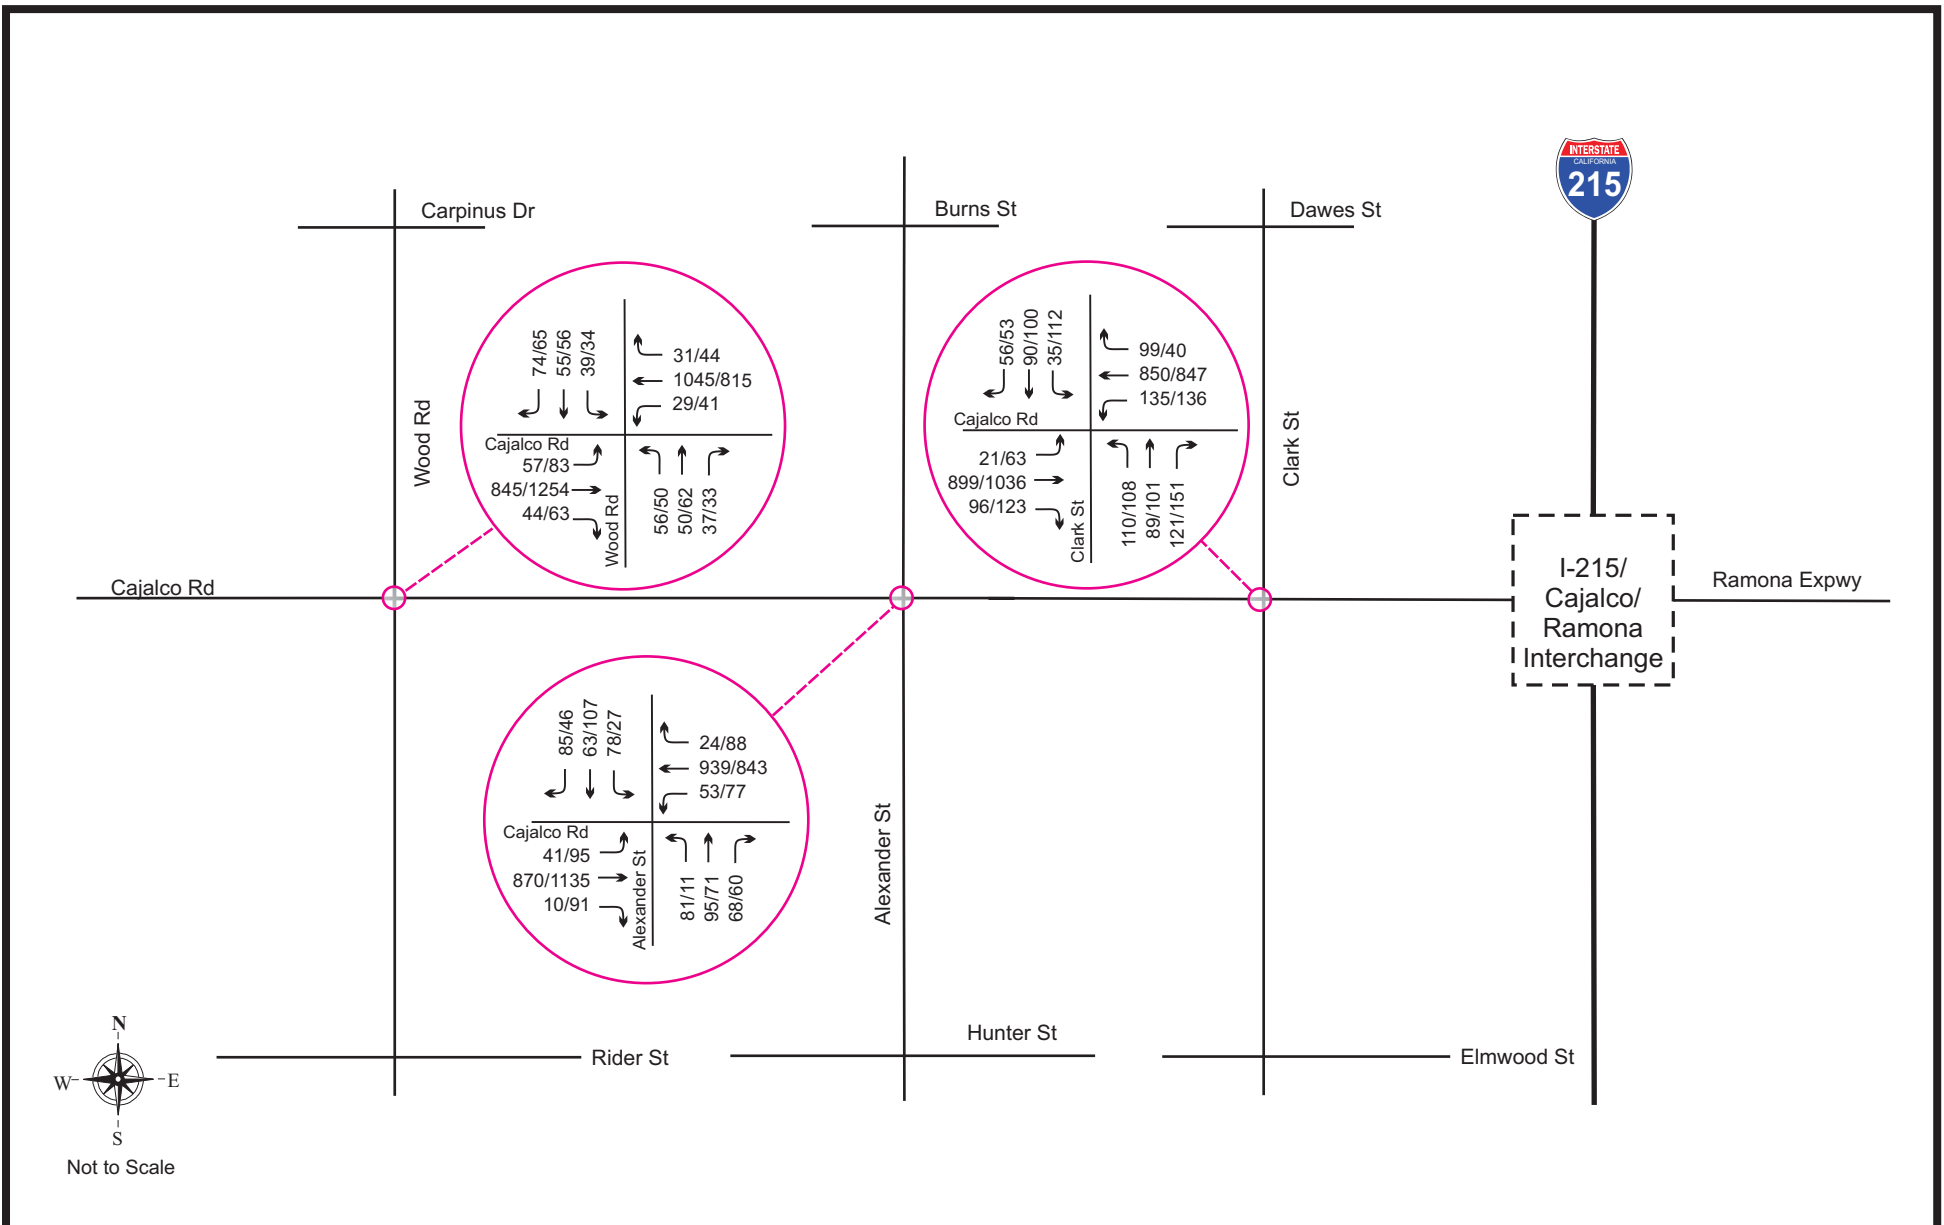 INTERSTATE
CALIFORNIA
215
Carpinus Dr
Burns St
Dawes St
74/65
55/56
39/34
31/44
1045/815
29/41
Cajalco Rd
57/83
845/1254
44/63
Wood Rd
56/50
50/62
37/33
Wood Rd
56/53
90/100
35/112
99/40
850/847
135/136
Cajalco Rd
21/63
899/1036
96/123
Clark St
110/108
89/101
121/151
Clark St
Cajalco Rd
I-215/
Cajalco/
Ramona
Interchange
Ramona Expwy
85/46
63/107
78/27
24/88
939/843
53/77
Cajalco Rd
41/95
870/1135
10/91
Alexander St
81/11
95/71
68/60
Alexander St
Rider St
Hunter St
Elmwood St
N
W
E
S
Not to Scale